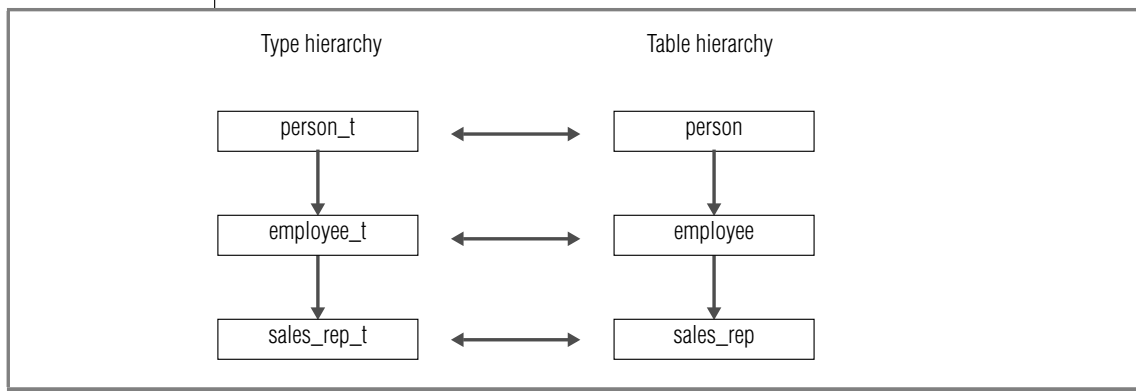 Type hierarchy Table hierarchy
person_t person
employee_t employee
sales_rep_t sales_rep